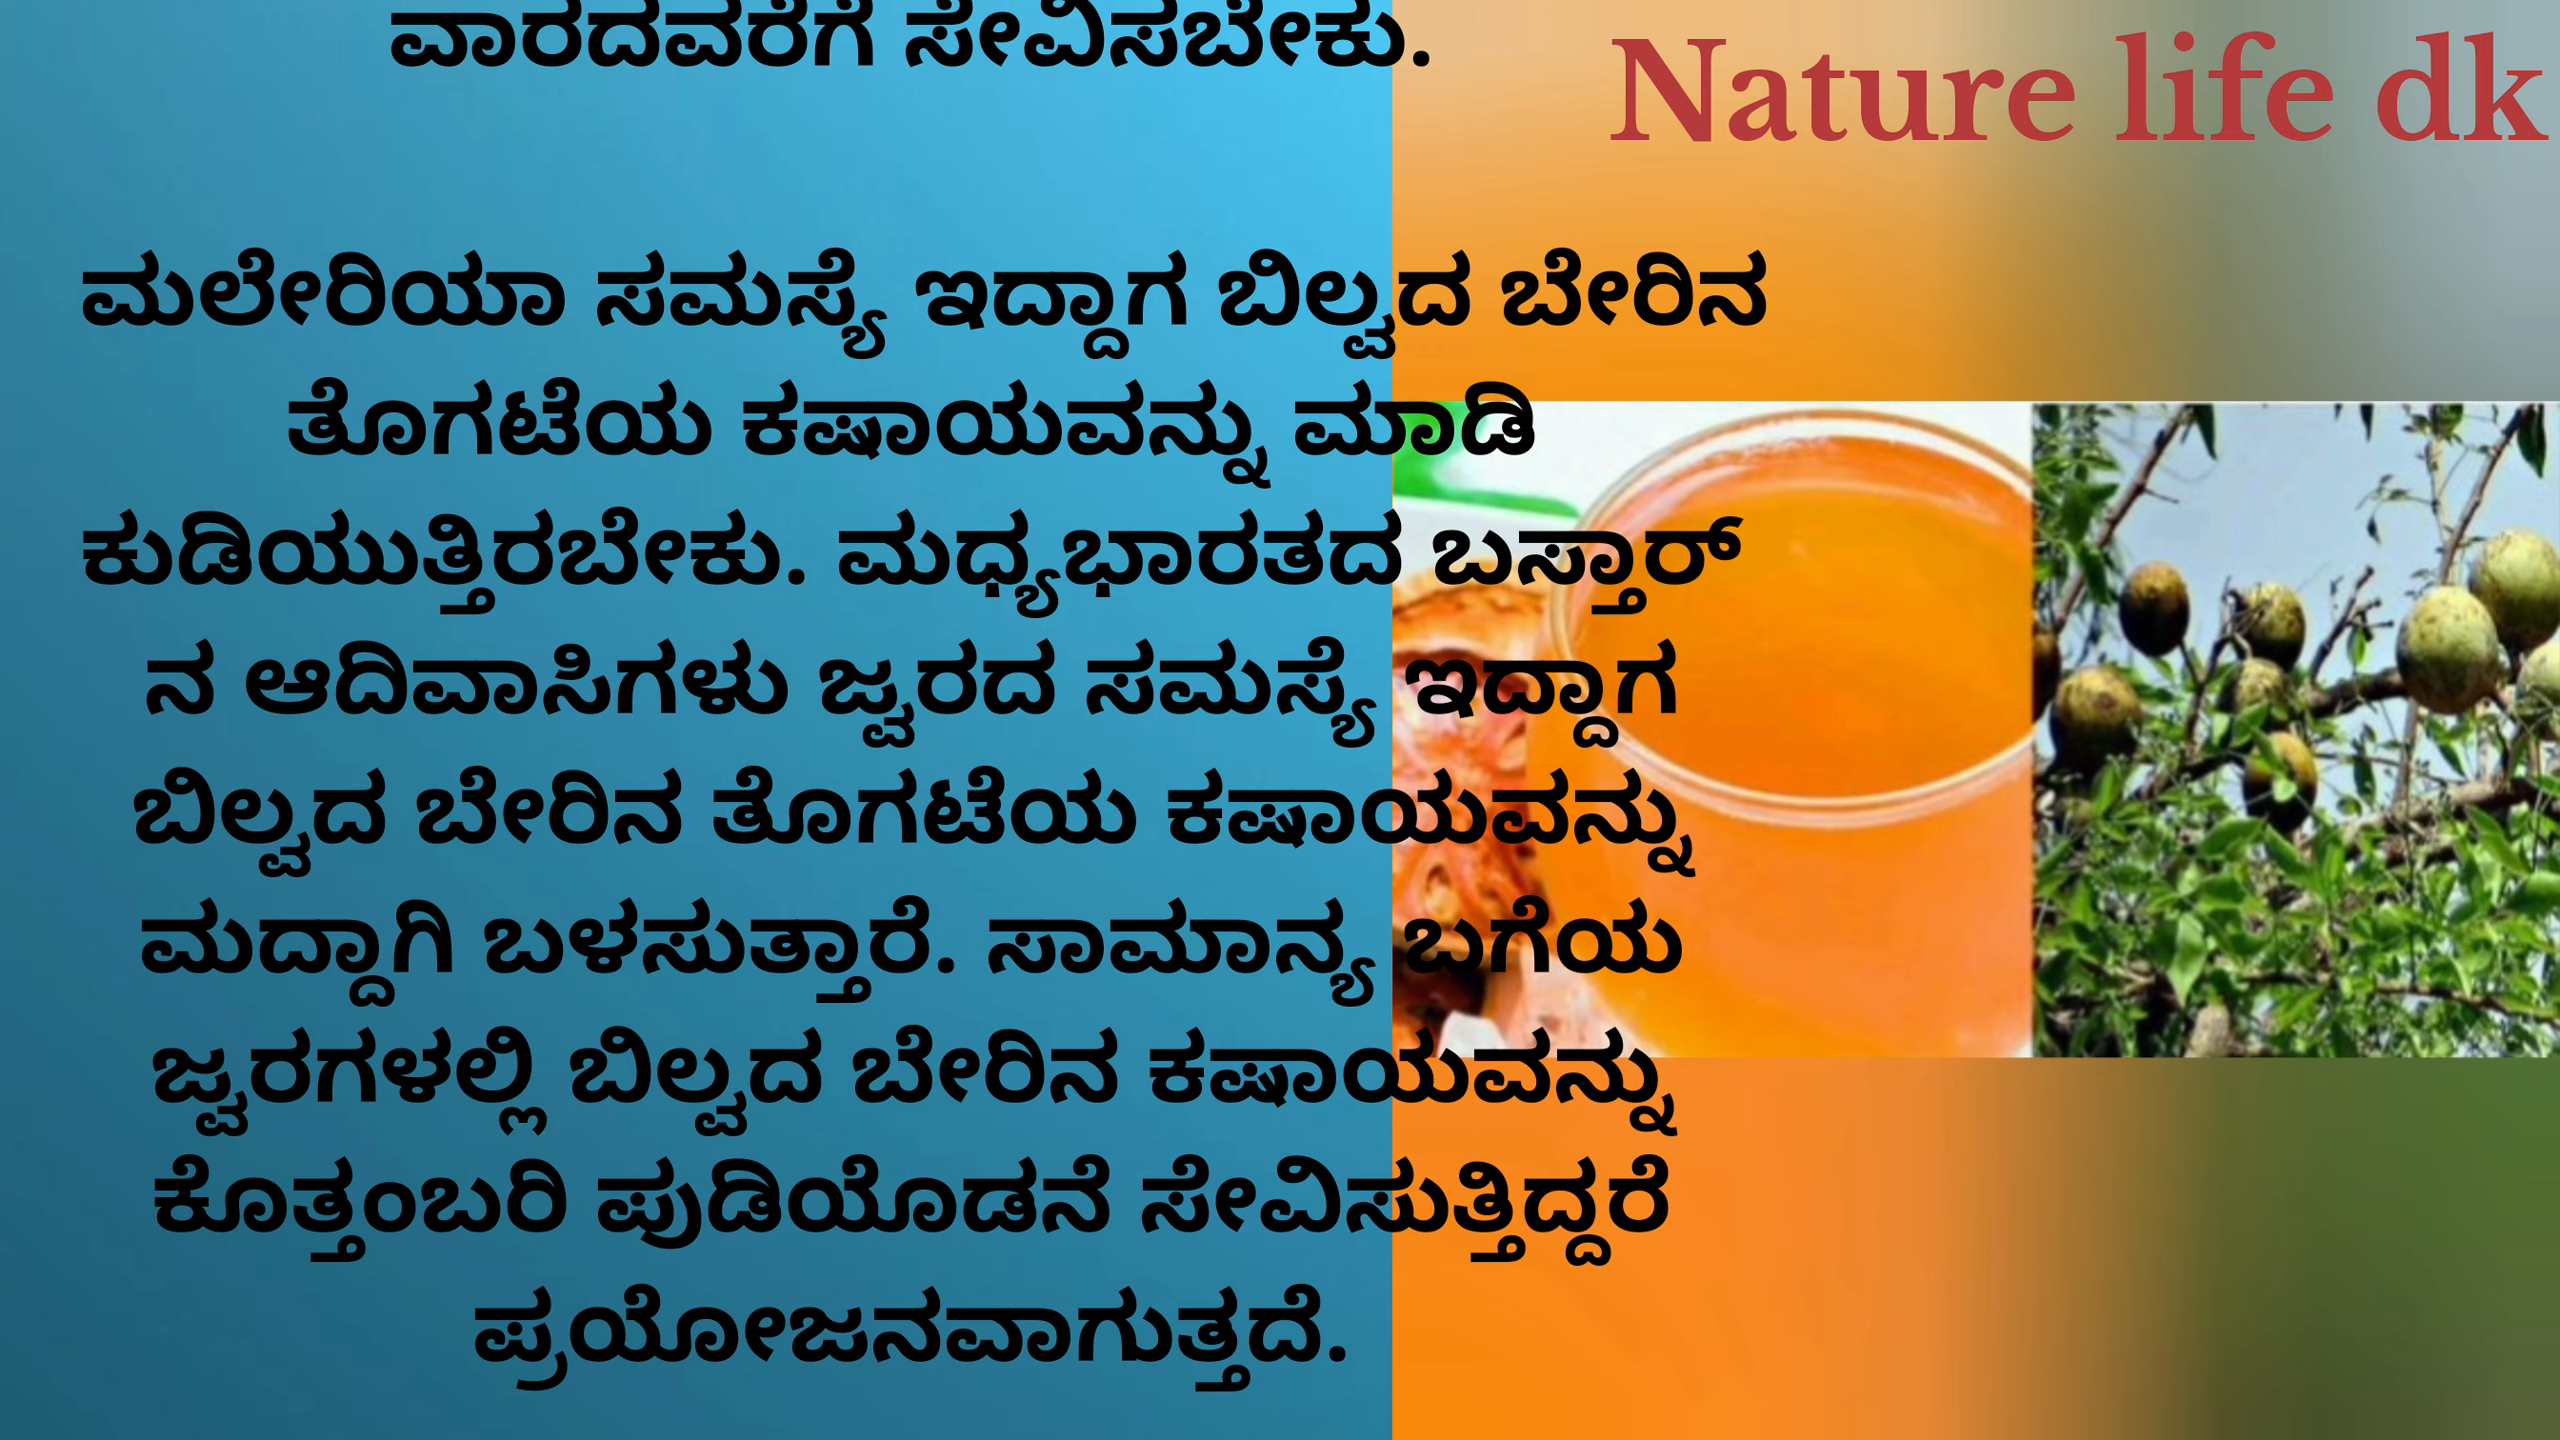 ವಾರದವರೆಗೆ ಸೇವಿಸಬೇಕು.
Nature life dk
ಮಲೇರಿಯಾ ಸಮಸ್ಯೆ ಇದ್ದಾಗ ಬಿಲ್ವದ ಬೇರಿನ
ತೊಗಟೆಯ ಕಷಾಯವನ್ನು ಮಾಡಿ
ಕುಡಿಯುತ್ತಿರಬೇಕು. ಮಧ್ಯಭಾರತದ ಬಸ್ತಾರ್
ನ ಆದಿವಾಸಿಗಳು ಜ್ವರದ ಸಮಸ್ಯೆ ಇದ್ದಾಗ
ಬಿಲ್ವದ ಬೇರಿನ ತೊಗಟೆಯ ಕಷಾಯವನ್ನು
ಮದ್ದಾಗಿ ಬಳಸುತ್ತಾರೆ. ಸಾಮಾನ್ಯ ಬಗೆಯ
ಜ್ವರಗಳಲ್ಲಿ ಬಿಲ್ವದ ಬೇರಿನ ಕಷಾಯವನ್ನು
ಕೊತ್ತಂಬರಿ ಪುಡಿಯೊಡನೆ ಸೇವಿಸುತ್ತಿದ್ದರೆ
ಪ್ರಯೋಜನವಾಗುತ್ತದೆ.